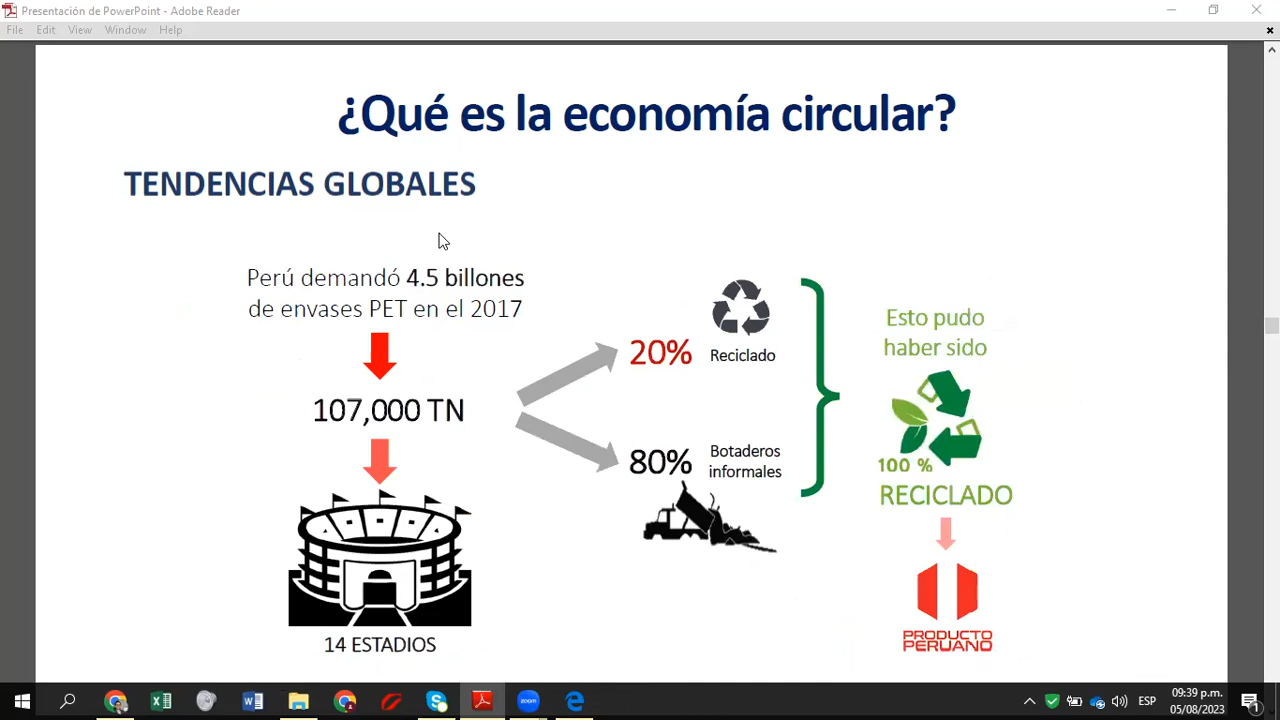 Presentación de PowerPoint - Adobe Reader
File Edit View Window Help
¿Qué es la economía circular?
TENDENCIAS GLOBALES
Perú demandó 4.5 billones
de envases PET en el 2017
107,000 TN
14 ESTADIOS
20% Reciclado
80% Botaderos
informales
Esto pudo
haber sido
100 %
RECICLADO
PRODUCTO
PERUANO
ESP
09:39 p.m.
05/08/2023
zoom
1